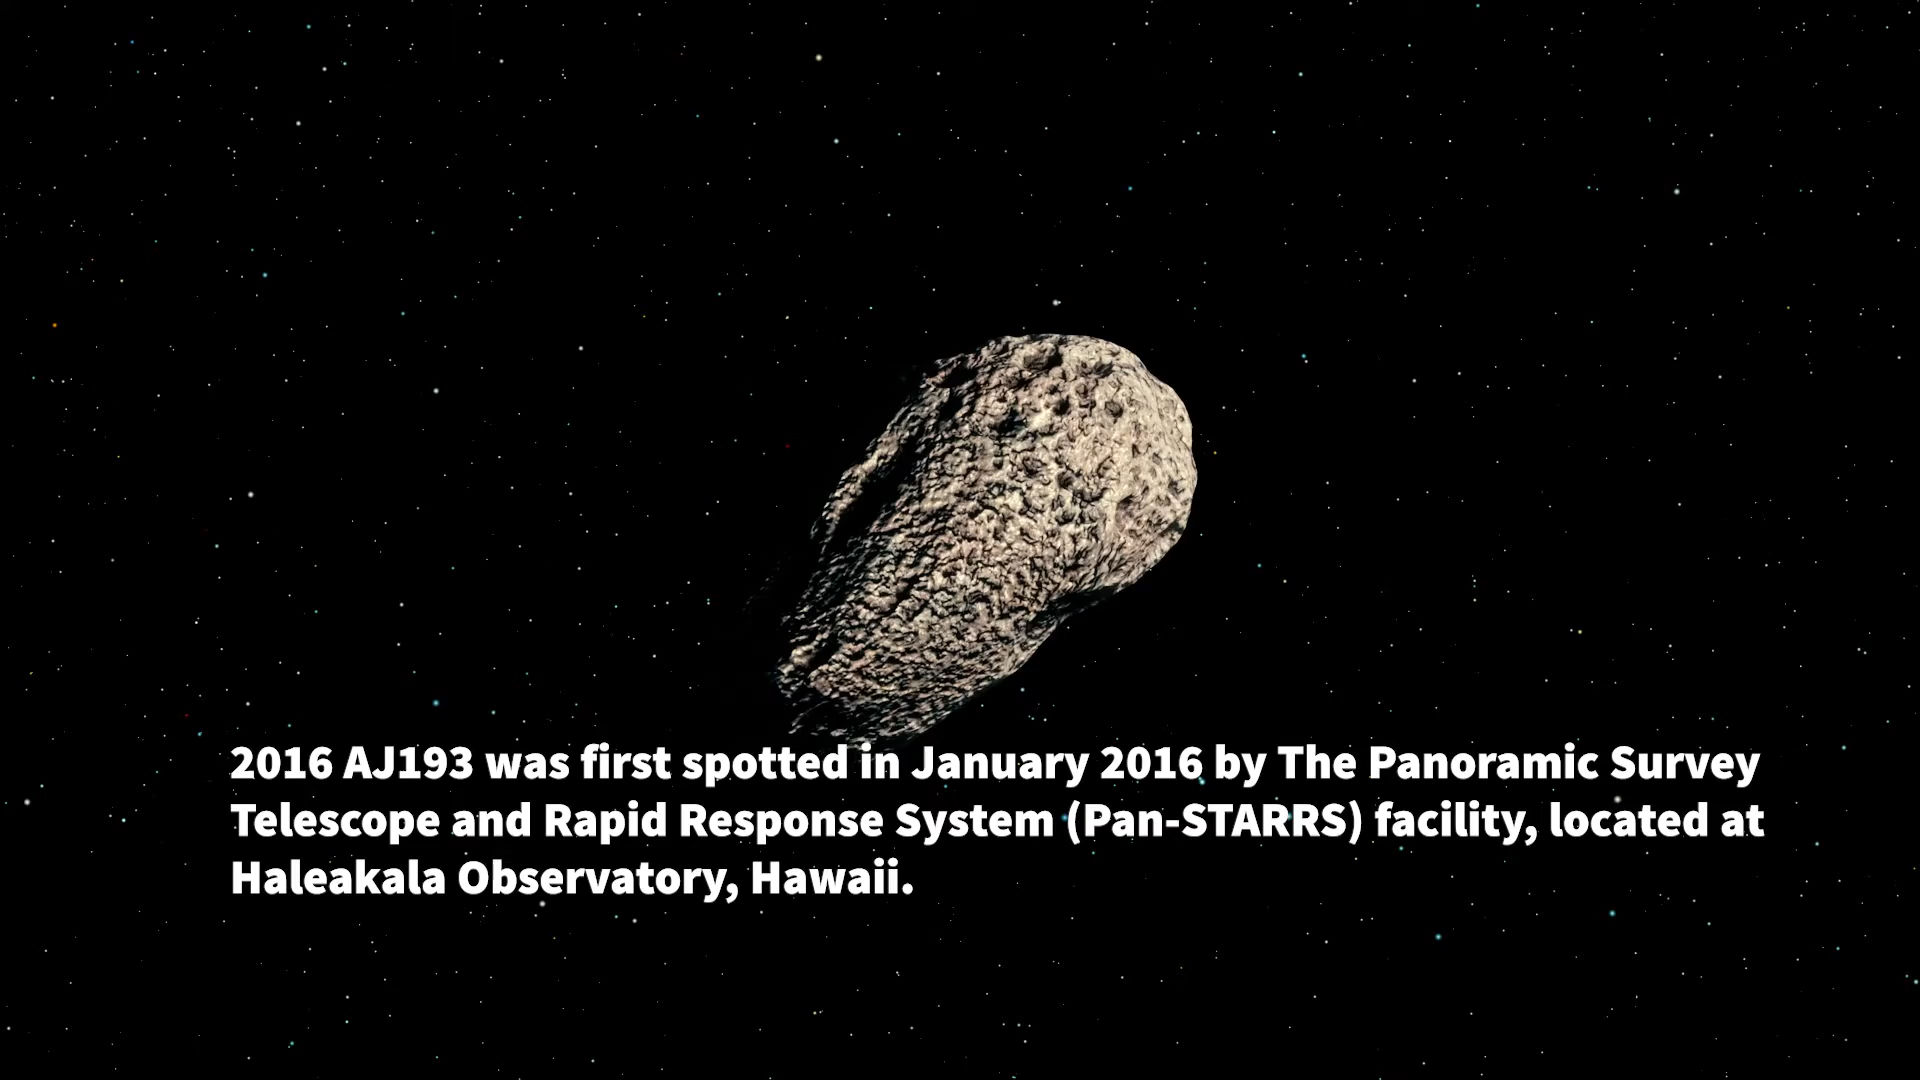 2016 AJ193 was first spotted in January 2016 by The Panoramic Survey
Telescope and Rapid Response System (Pan-STARRS) facility, located at
Haleakala Observatory, Hawaii.